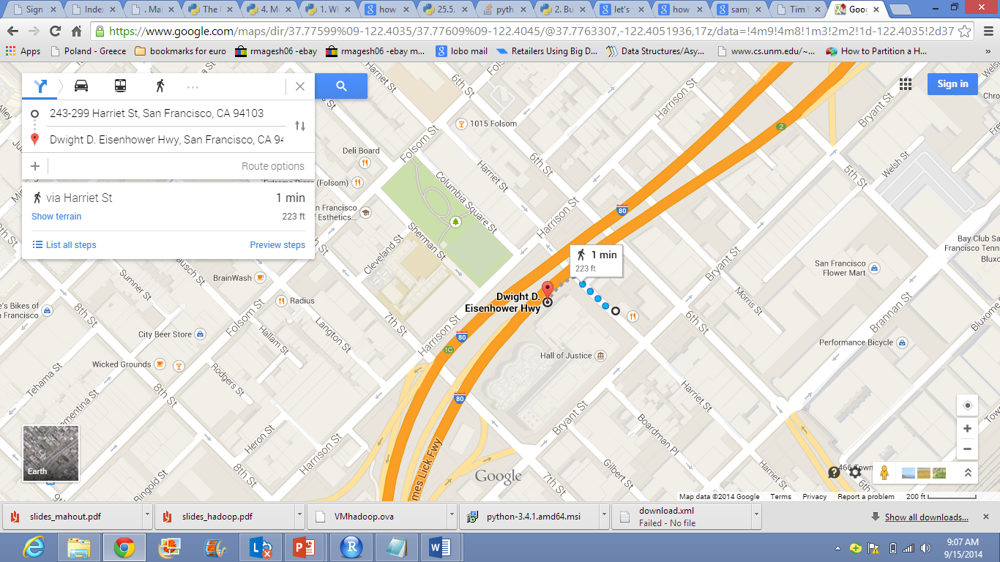 Sign
Inde
. Ma
The
4. Mo
1. Wh
how
25.5.
pyth
2. Bu
let's
how
samp
Tim
Goo
https://www.google.com/maps/dir/37.77599%09-122.4035/37.77609%09-122.4045/@37.7763307,-122.4051936,17z/data=!4m9!4m8!1m3!2m2!1d-122.4035!2d37
Apps
Poland - Greece
bookmarks for euro
rmagesh06 -ebay
rmagesh06 -ebay m...
lobo mail
Retailers Using Big D...
Data Structures/Asy...
www.cs.unm.edu/~...
How to Partition a H...
»
243-299 Harriet St, San Francisco, CA 94103
Dwight D. Eisenhower Hwy, San Francisco, CA 94
Route options
via Harriet St
1 min
Show terrain
223 ft
List all steps
Preview steps
Sign in
Harriet St
6th St
Harrison St
Bryant St
2
1015 Folsom
Folsom St
Deli Board
6th St
Welsh St
5th St
Harriet St
(Folsom)
Columbia Square St
Harrison St
80
n Francisco
f Esthetics...
Sherman St
Cleveland St
Bay Club Sa
Francisco Tenni
Bluxo
1 min
223 ft
Bryant St
San Francisco
Flower Mart
BrainWash
Sumner St
Radius
Dwight D.
Eisenhower Hwy
Morris St
e's Bikes of
n Francisco
8th St
Folsom St
7th St
Harrison St
Brannan St
Bluxome
City Beer Store
Langton St
Hallam St
80
1C
Performance Bicycle
Wicked Grounds
Hall of Justice
Rodgers St
Tehama St
8th St
80
Harriet St
Bryant St
Clementina St
Heron St
Boardman Pl
Harrison St
Gilbert St
mes Lick Fwy
8th St
Ringold St
7th St
6th St
466 Town
Earth
Google
Map data ©2014 Google
Terms
Privacy
Report a problem
200 ft
slides_mahout.pdf
slides_hadoop.pdf
VMhadoop.ova
python-3.4.1.amd64.msi
download.xml
Failed - No file
Show all downloads...
9:07 AM
9/15/2014